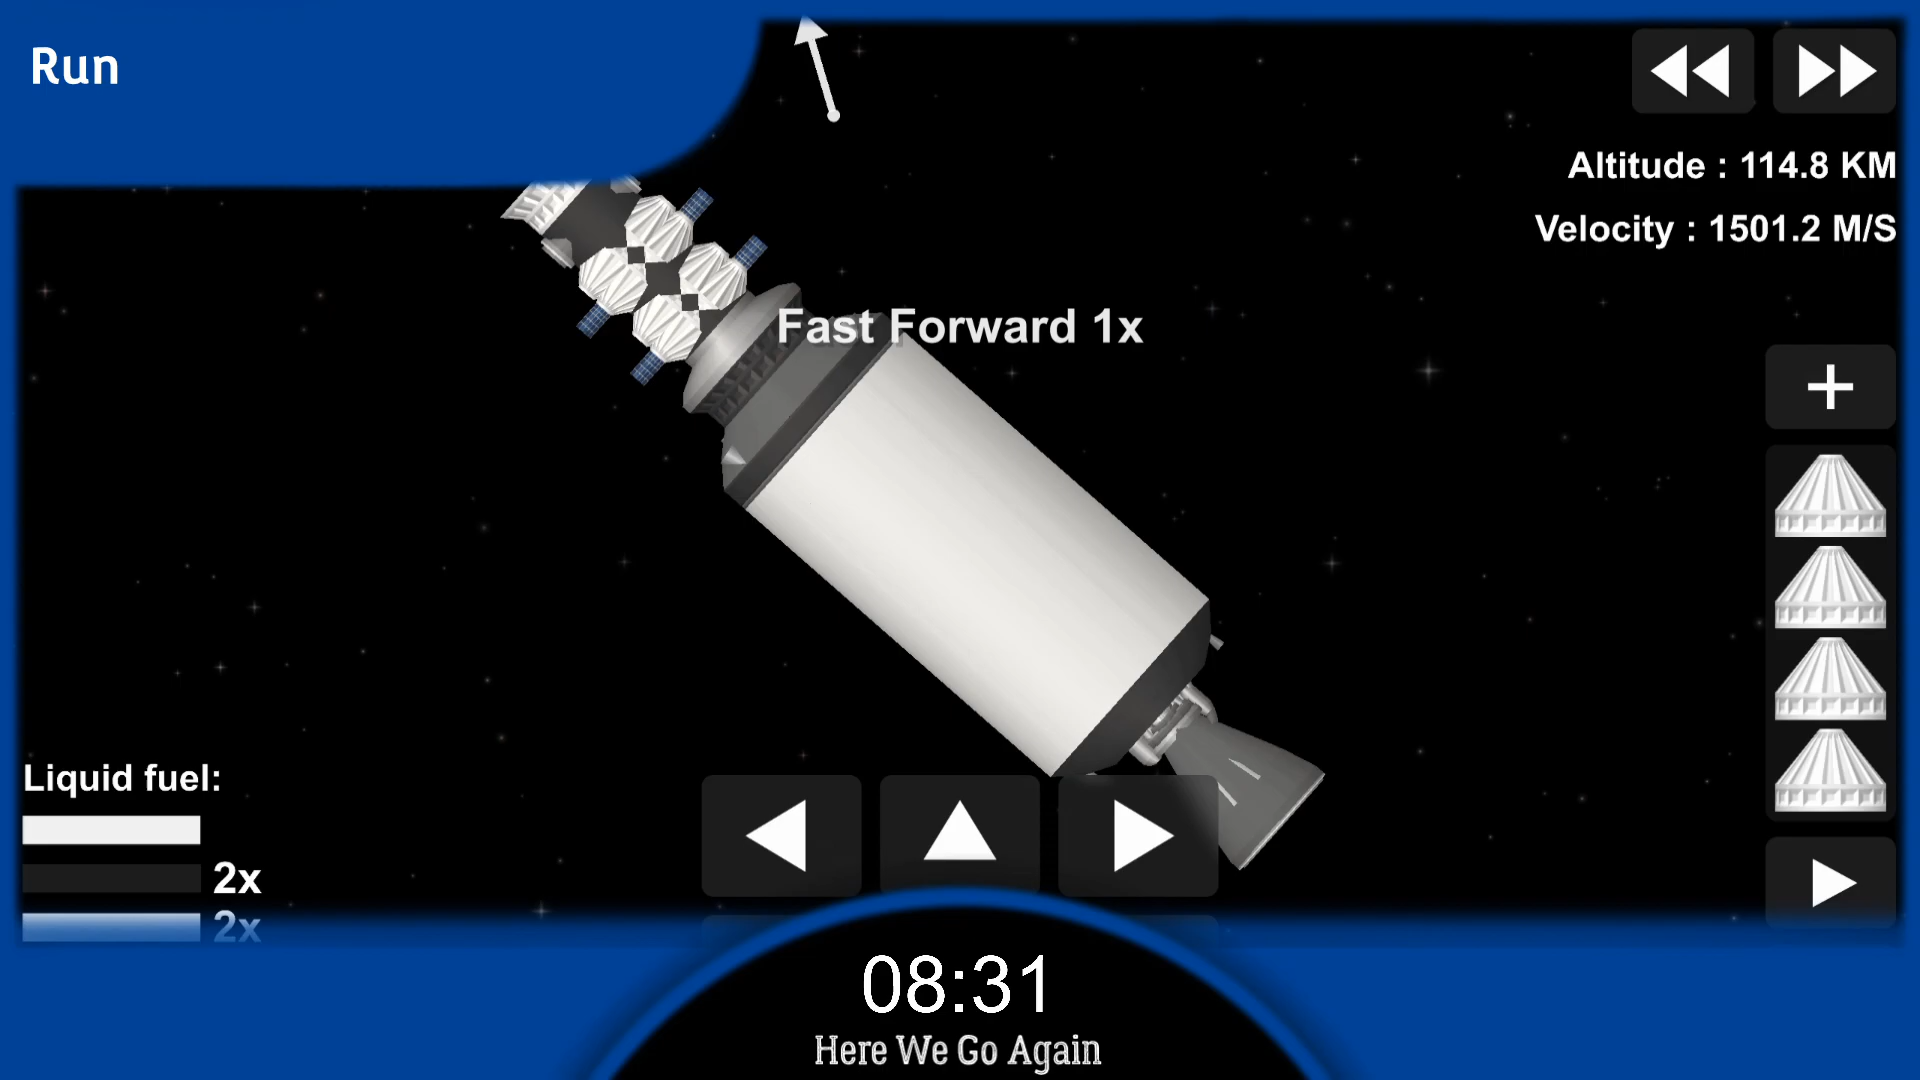 Run
Altitude : 114.8 KM
Velocity : 1501.2 M/S
Fast Forward 1x
Liquid fuel:
2x
2x
08:31
Here We Go Again